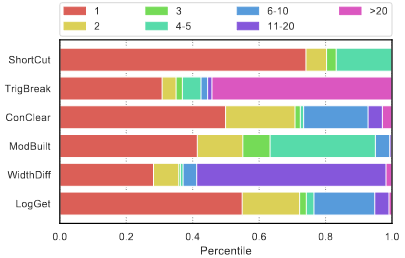 1 3 6-10 >20
2 4-5 11-20
ShortCut
TrigBreak
ConClear
ModBuilt
WidthDiff
LogGet
0.0 0.2 0.4 0.6 0.8 1.0
Percentile